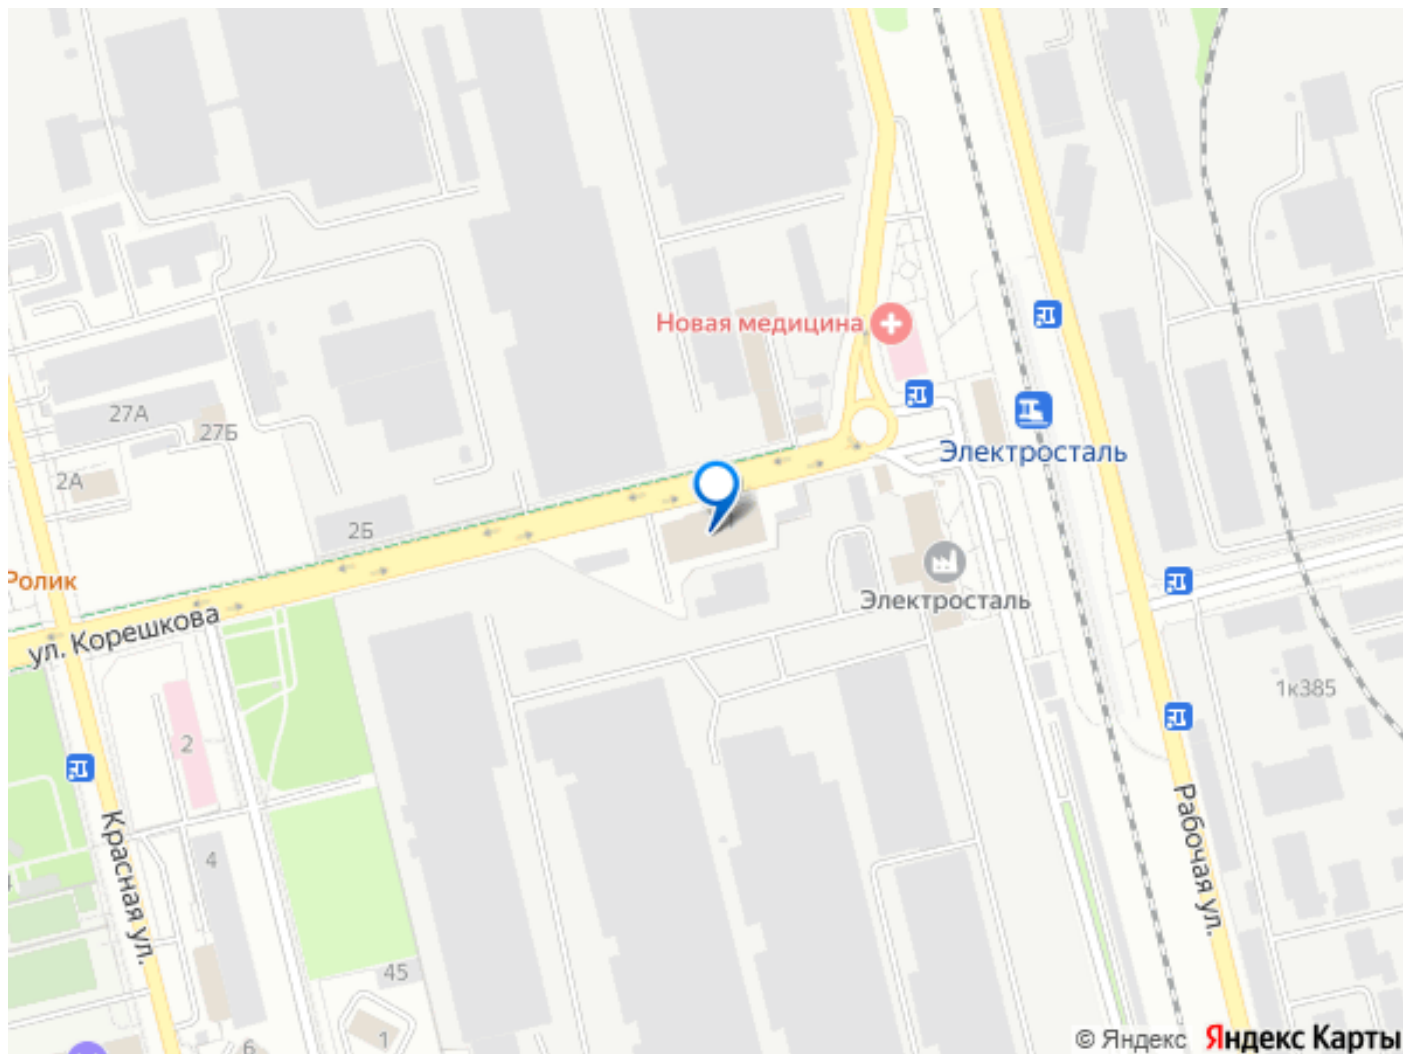 Новая медицина
27А
27Б
Электросталь
2А
2Б
Ролик
Электросталь
ул. Корешкова
1к385
2
Красная ул.
Рабочая ул.
4
45
1
6
© Яндекс Яндекс Карты